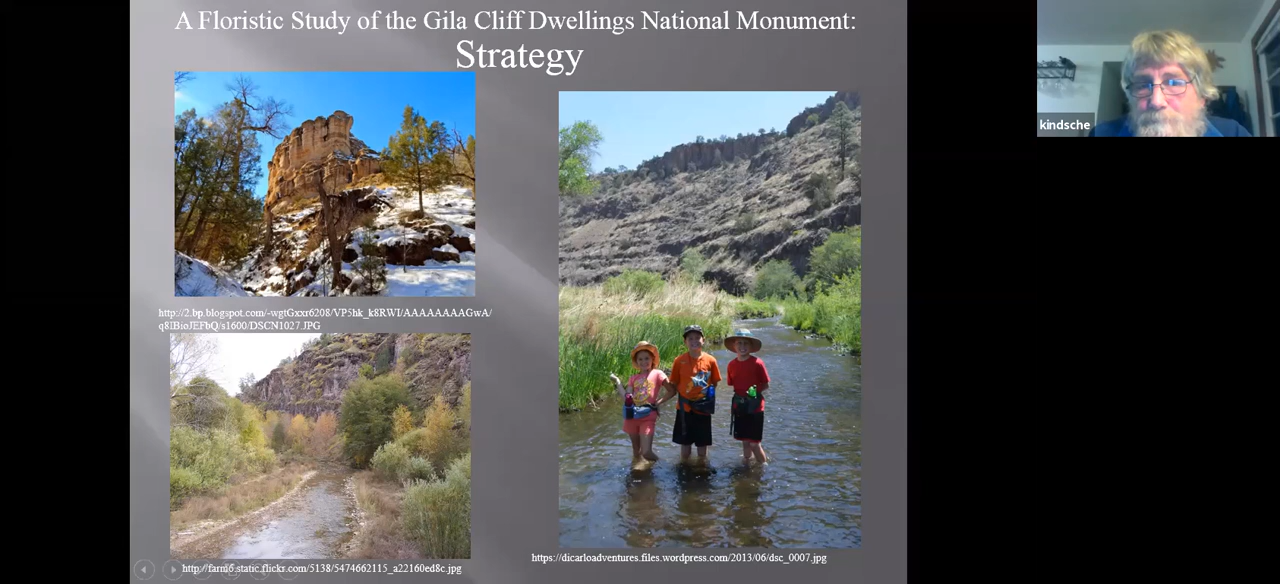 A Floristic Study of the Gila Cliff Dwellings National Monument:
Strategy
kindsche
http://2.bp.blogspot.com/-wgtGxxr6208/VP5hk_k8RWI/AAAAAAAAGwA/
q8IBioJEFbQ/s1600/DSCN1027.JPG
https://dicarloadventures.files.wordpress.com/2013/06/dsc_0007.jpg
http://farm6.static.flickr.com/5138/5474662115_a22160ed8c.jpg